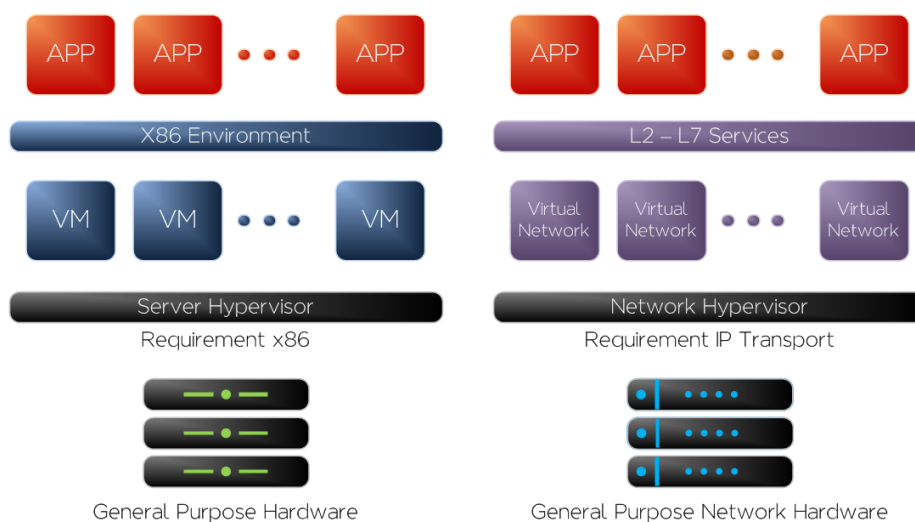 APP APP APP APP APP APP
X86 Environment L2 – L7 Services
VM VM VM Virtual Network Virtual Network Virtual Network
Server Hypervisor Network Hypervisor
Requirement x86 Requirement IP Transport
General Purpose Hardware General Purpose Network Hardware